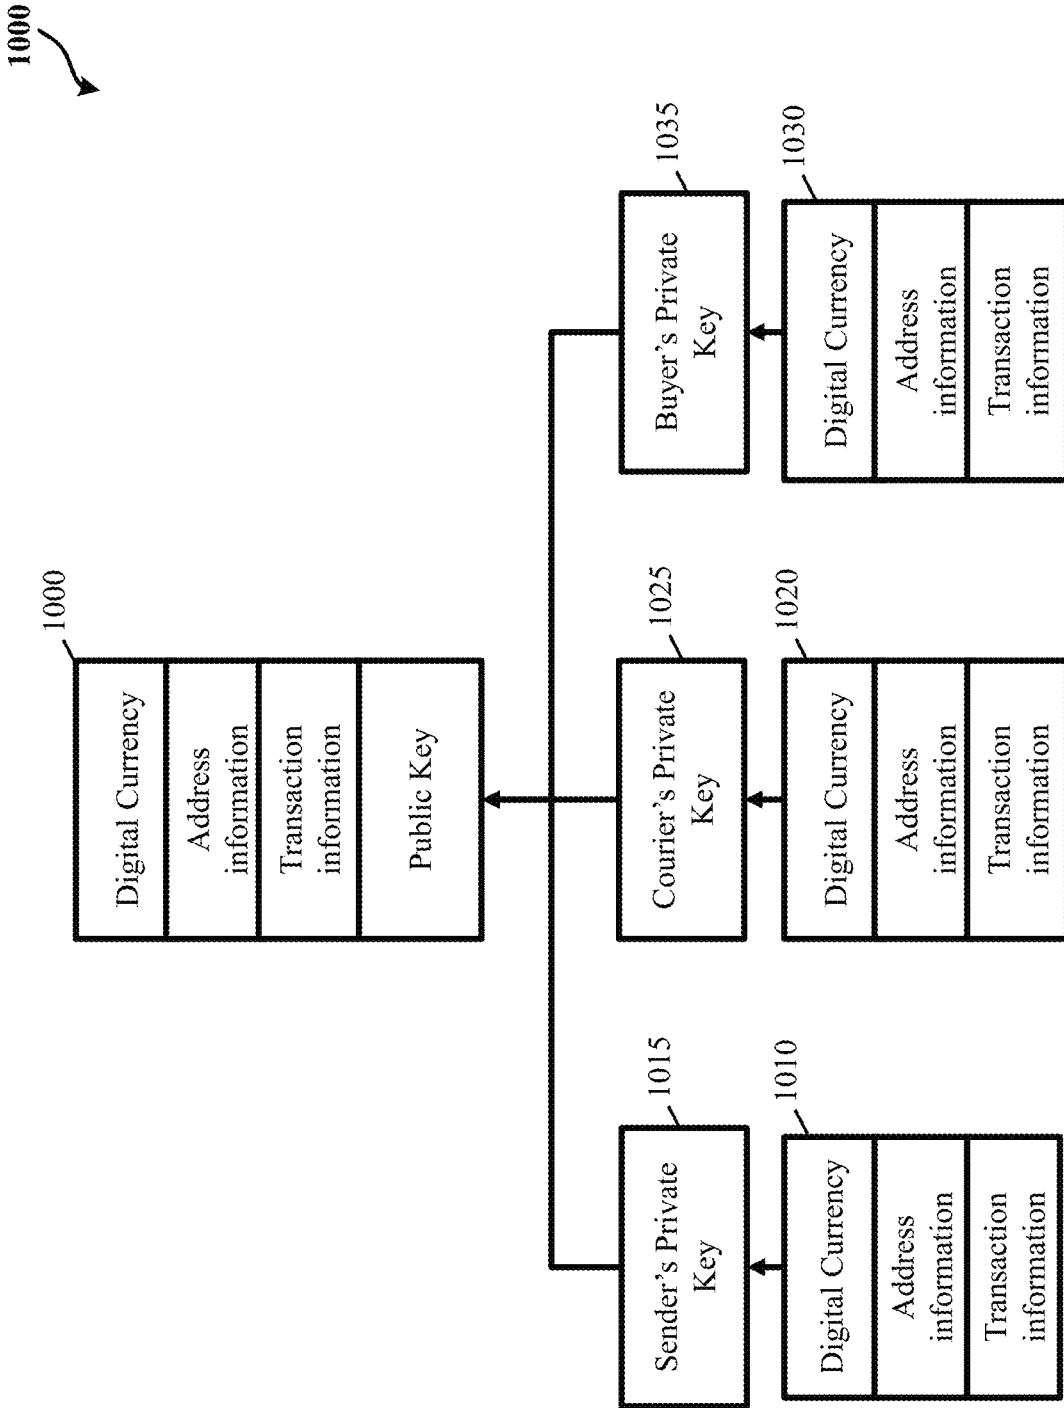 1000
1000
Digital Currency
Address
information
Transaction
information
Public Key
1015
Sender's Private
Key
1010
Digital Currency
Address
information
Transaction
information
1025
Courier's Private
Key
1020
Digital Currency
Address
information
Transaction
information
1035
Buyer's Private
Key
1030
Digital Currency
Address
information
Transaction
information